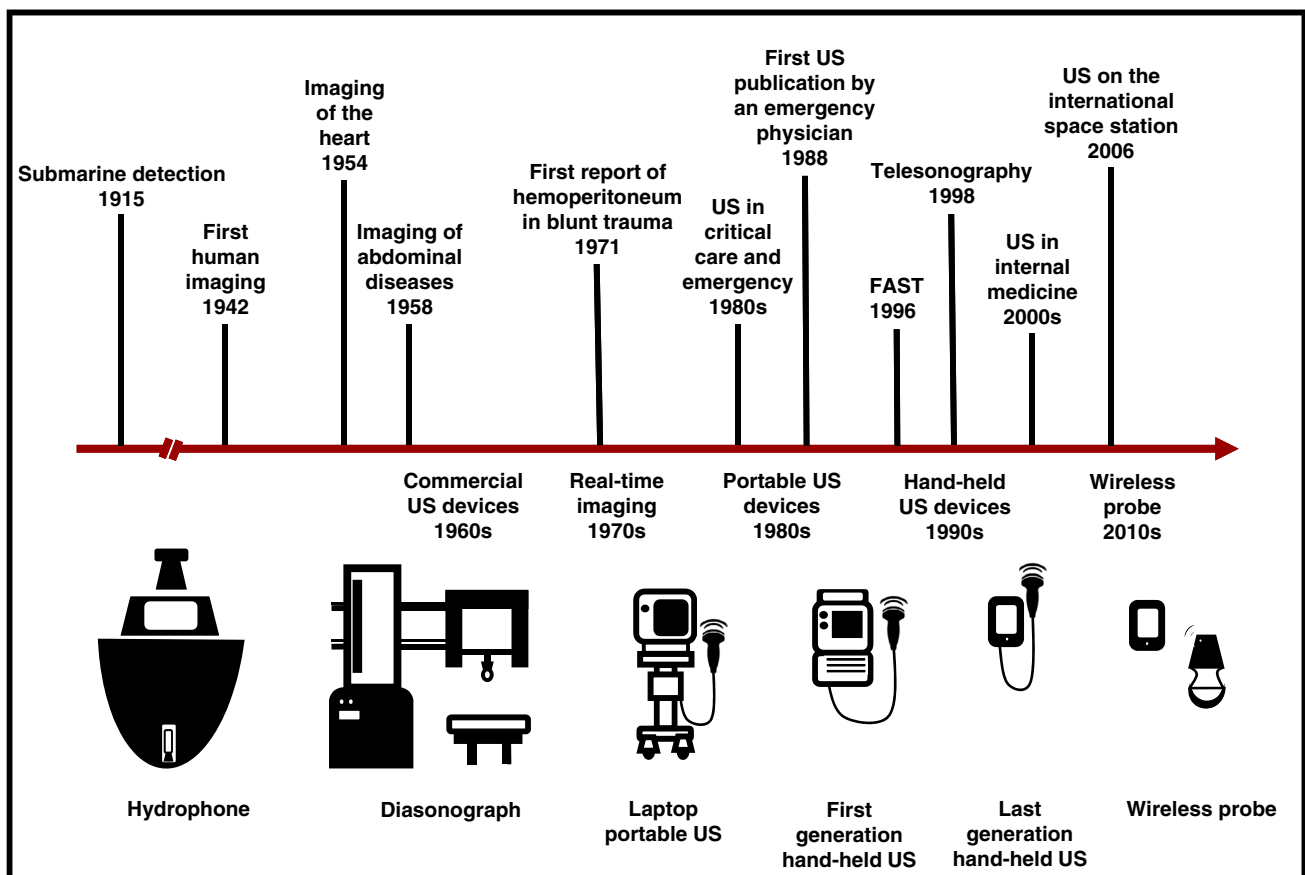 Submarine detection
1915
First
human
imaging
1942
Imaging
of the
heart
1954
Imaging of
abdominal
diseases
1958
First report of
hemoperitoneum
in blunt trauma
1971
US in
critical
care and
emergency
1980s
First US
publication by
an emergency
physician
1988
FAST
1996
Telesonography
1998
US in
internal
medicine
2000s
US on the
international
space station
2006
Commercial
US devices
1960s
Real-time
imaging
1970s
Portable US
devices
1980s
Hand-held
US devices
1990s
Wireless
probe
2010s
Hydrophone
Diasonograph
Laptop
portable US
First
generation
hand-held US
Last
generation
hand-held US
Wireless probe